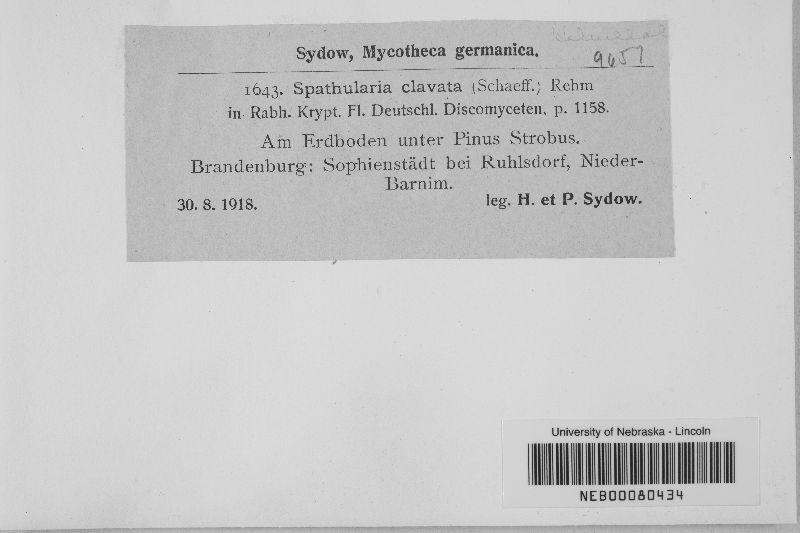 Sydow, Mycotheca germanica.
9657
1643. Spathularia clavata (Schaeff.) Rehm
in Rabh. Krypt. Fl. Deutschl. Discomyceten, p. 1158.
Am Erdboden unter Pinus Strobus.
Brandenburg: Sophienstädt bei Ruhlsdorf, Nieder-
Barnim.
30. 8. 1918. leg. H. et P. Sydow.
University of Nebraska - Lincoln
NEB00080434